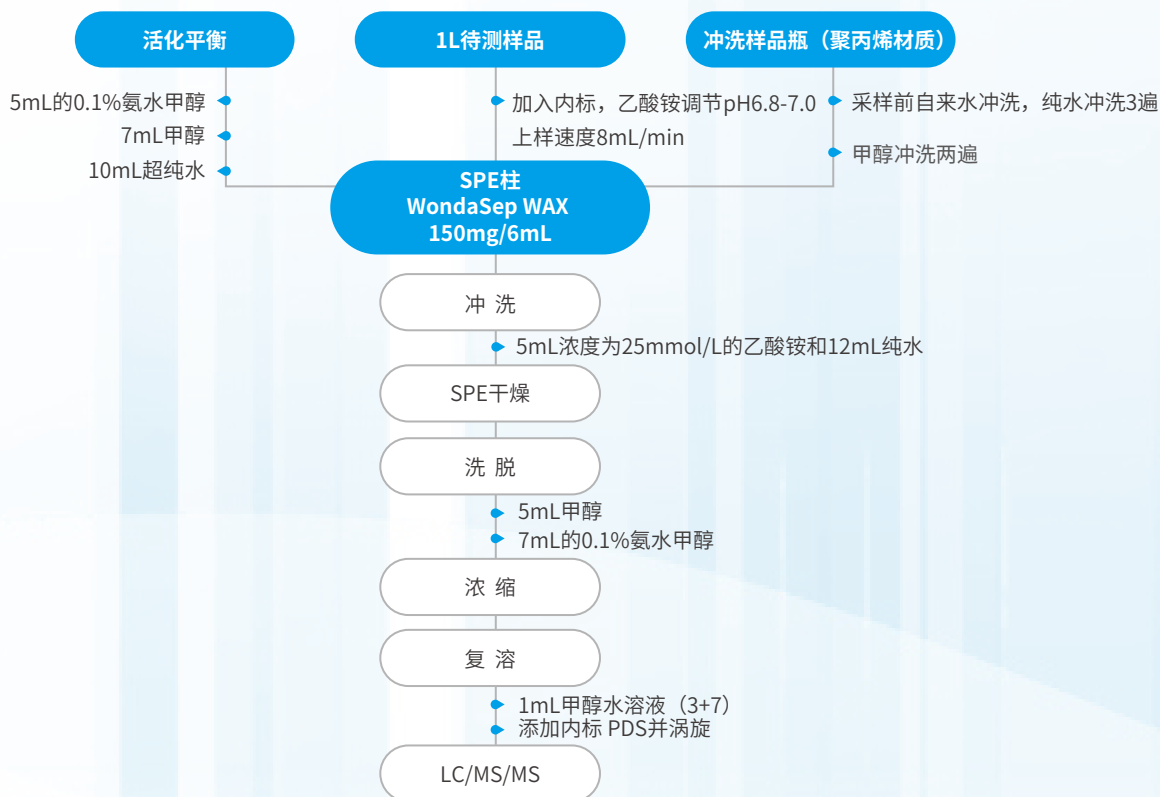 活化平衡
1L待测样品
冲洗样品瓶（聚丙烯材质）
5mL的0.1%氨水甲醇
7mL甲醇
10mL超纯水
加入内标，乙酸铵调节pH6.8-7.0
上样速度8mL/min
采样前自来水冲洗，纯水冲洗3遍
甲醇冲洗两遍
SPE柱
WondaSep WAX
150mg/6mL
冲 洗
5mL浓度为25mmol/L的乙酸铵和12mL纯水
SPE干燥
洗 脱
5mL甲醇
7mL的0.1%氨水甲醇
浓 缩
复 溶
1mL甲醇水溶液（3+7）
添加内标 PDS并涡旋
LC/MS/MS